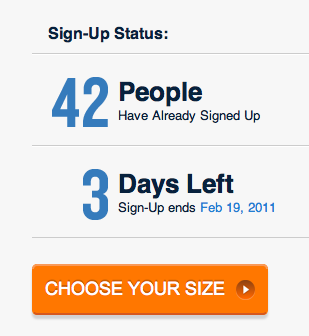 Sign-Up Status:
42 People
Have Already Signed Up
3 Days Left
Sign-Up ends Feb 19, 2011
CHOOSE YOUR SIZE